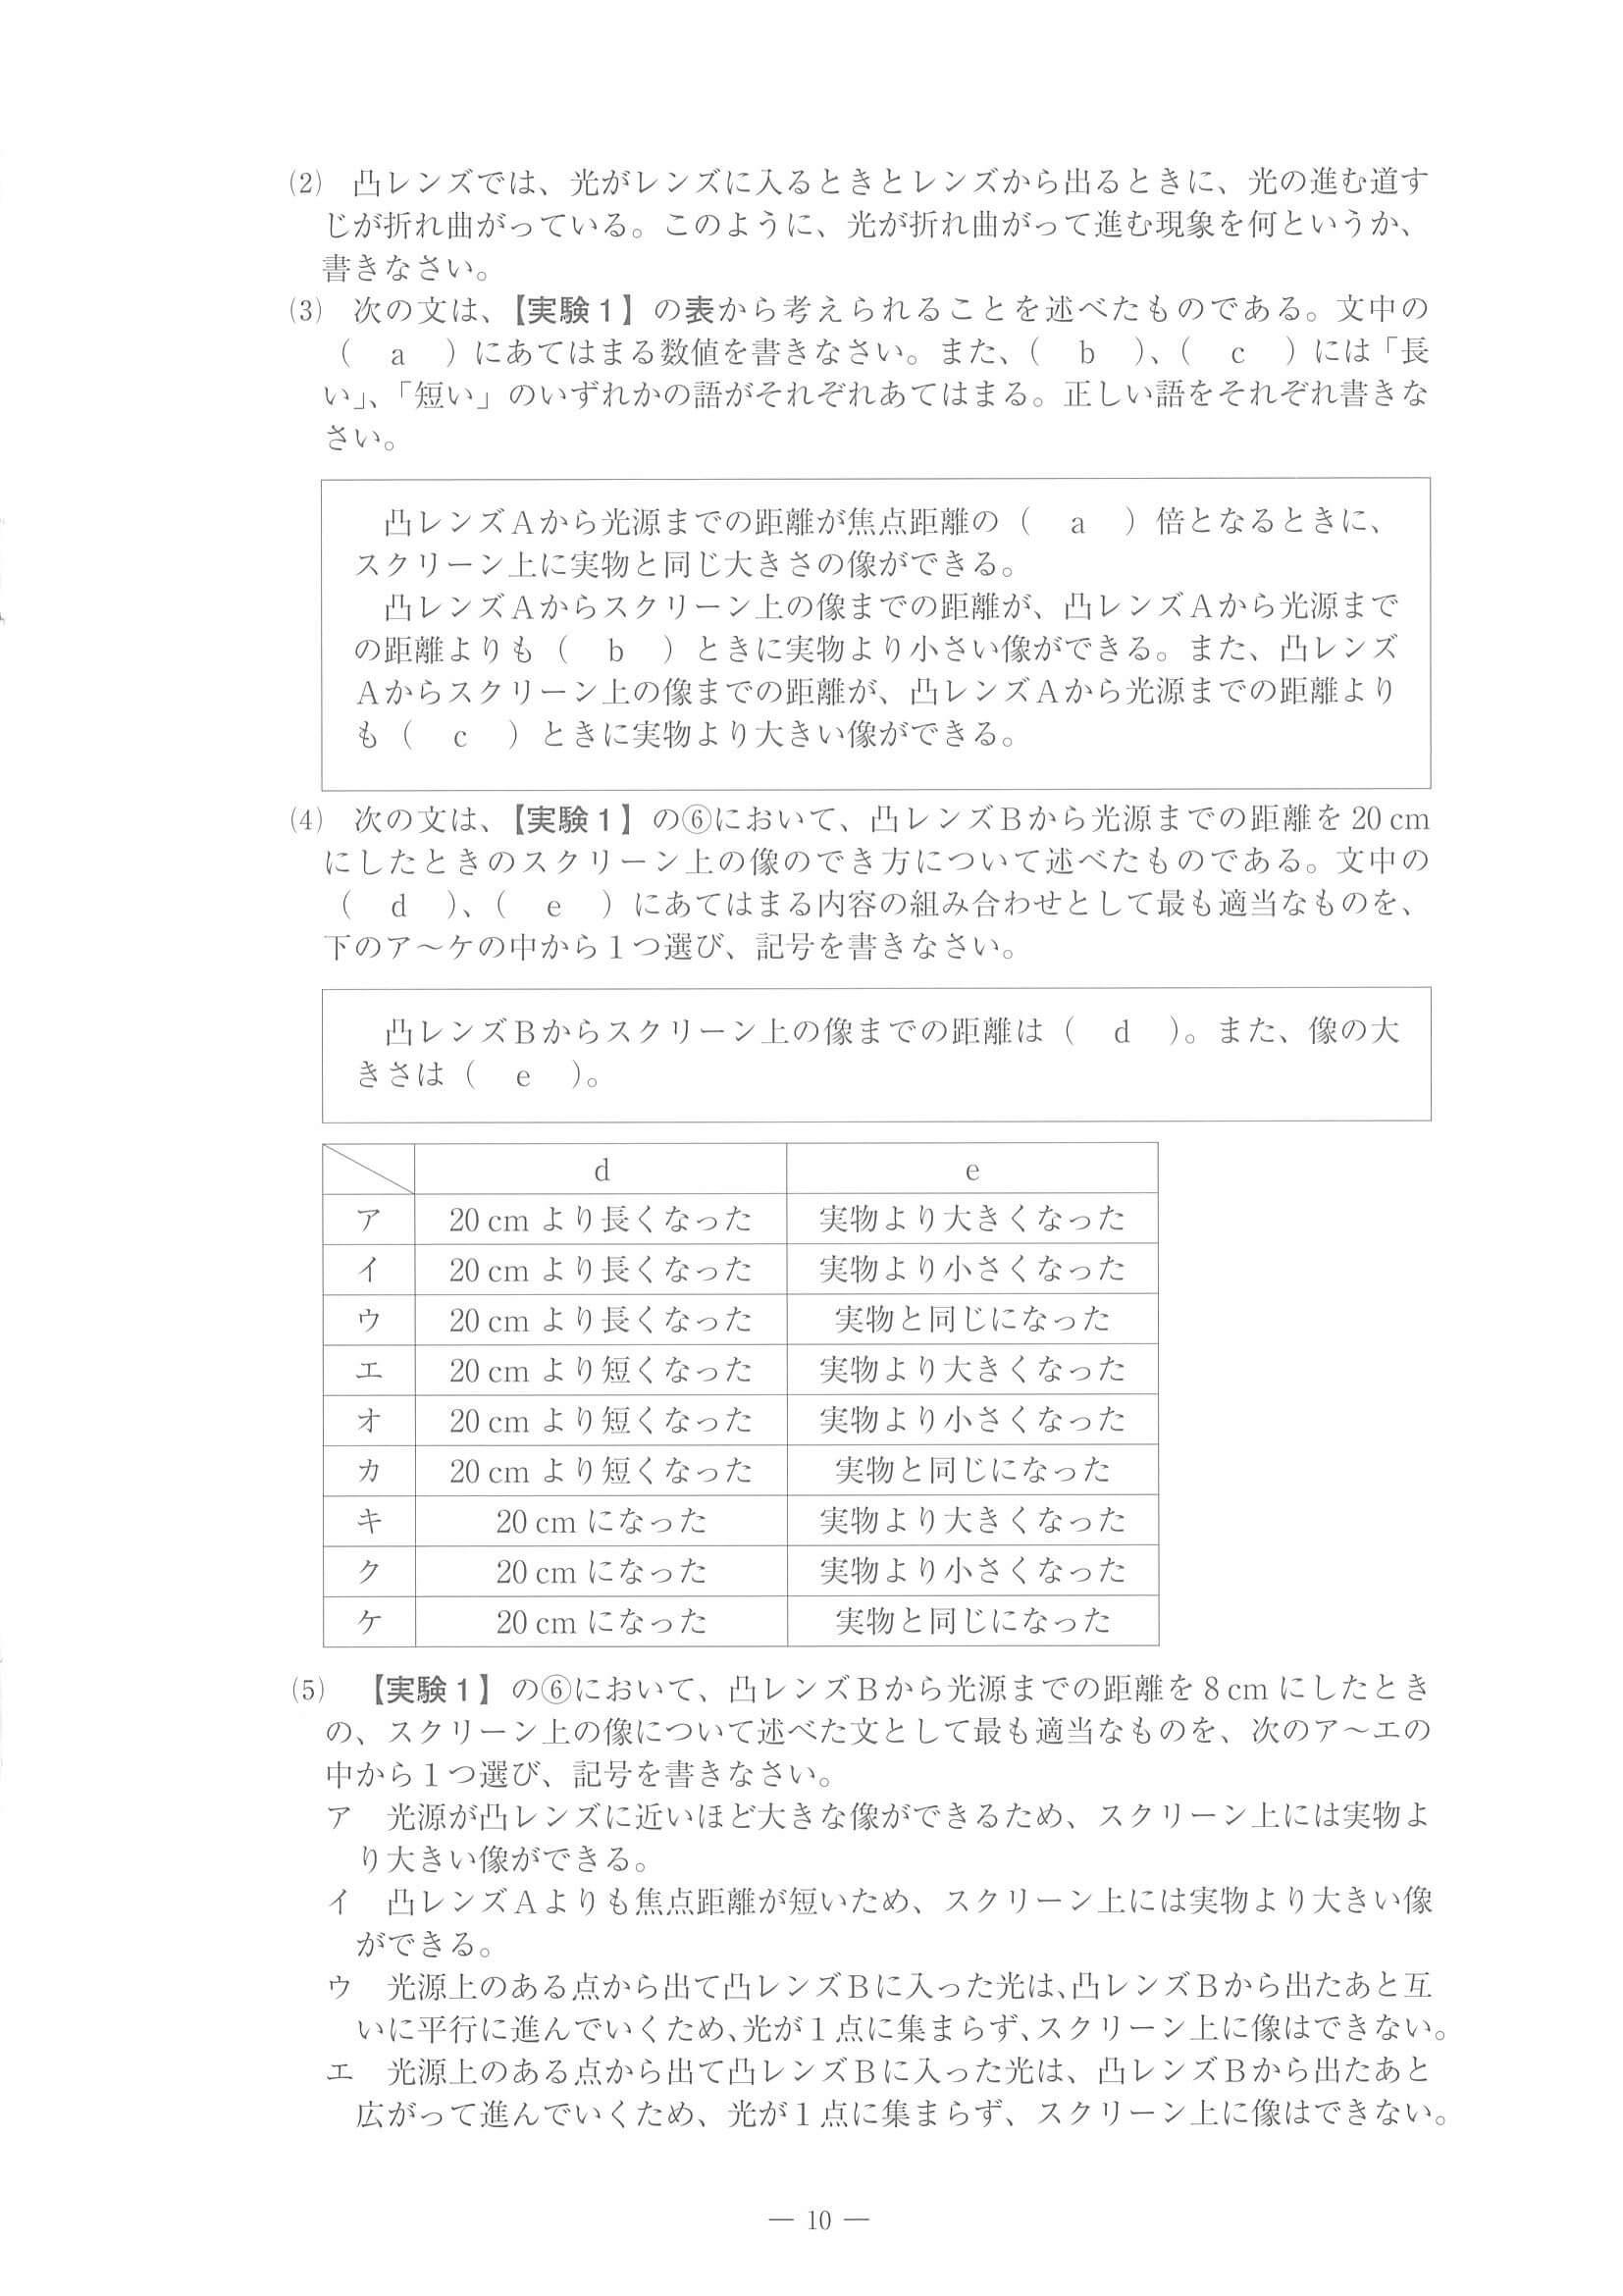 (2) 凸レンズでは、光がレンズに入るときとレンズから出るときに、光の進む道す
じが折れ曲がっている。このように、光が折れ曲がって進む現象を何というか、
書きなさい。
(3) 次の文は、【実験1】の表から考えられることを述べたものである。文中の
( a )にあてはまる数値を書きなさい。また、( b )、( c )には「長
い」、「短い」のいずれかの語がそれぞれあてはまる。正しい語をそれぞれ書きな
さい。
凸レンズAから光源までの距離が焦点距離の( a )倍となるときに、
スクリーン上に実物と同じ大きさの像ができる。
凸レンズAからスクリーン上の像までの距離が、凸レンズAから光源まで
の距離よりも( b )ときに実物より小さい像ができる。また、凸レンズ
Aからスクリーン上の像までの距離が、凸レンズAから光源までの距離より
も( c )ときに実物より大きい像ができる。
(4) 次の文は、【実験1】の⑥において、凸レンズBから光源までの距離を20 cm
にしたときのスクリーン上の像のでき方について述べたものである。文中の
( d )、( e )にあてはまる内容の組み合わせとして最も適当なものを、
下のア～ケの中から1つ選び、記号を書きなさい。
凸レンズBからスクリーン上の像までの距離は( d )。また、像の大
きさは( e )。
d e
ア 20 cm より長くなった 実物より大きくなった
イ 20 cm より長くなった 実物より小さくなった
ウ 20 cm より長くなった 実物と同じになった
エ 20 cm より短くなった 実物より大きくなった
オ 20 cm より短くなった 実物より小さくなった
カ 20 cm より短くなった 実物と同じになった
キ 20 cm になった 実物より大きくなった
ク 20 cm になった 実物より小さくなった
ケ 20 cm になった 実物と同じになった
(5) 【実験1】の⑥において、凸レンズBから光源までの距離を8 cm にしたとき
の、スクリーン上の像について述べた文として最も適当なものを、次のア～エの
中から1つ選び、記号を書きなさい。
ア 光源が凸レンズに近いほど大きな像ができるため、スクリーン上には実物よ
り大きい像ができる。
イ 凸レンズAよりも焦点距離が短いため、スクリーン上には実物より大きい像
ができる。
ウ 光源上のある点から出て凸レンズBに入った光は、凸レンズBから出たあと互
いに平行に進んでいくため、光が1点に集まらず、スクリーン上に像はできない。
エ 光源上のある点から出て凸レンズBに入った光は、凸レンズBから出たあと
広がって進んでいくため、光が1点に集まらず、スクリーン上に像はできない。
― 10 ―